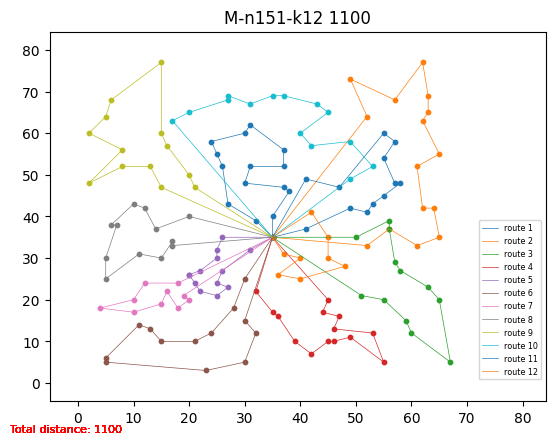 M-n151-k12 1100
80
70
60
50
40
30
20
10
0
0 10 20 30 40 50 60 70 80
route 1
route 2
route 3
route 4
route 5
route 6
route 7
route 8
route 9
route 10
route 11
route 12
Total distance: 1100